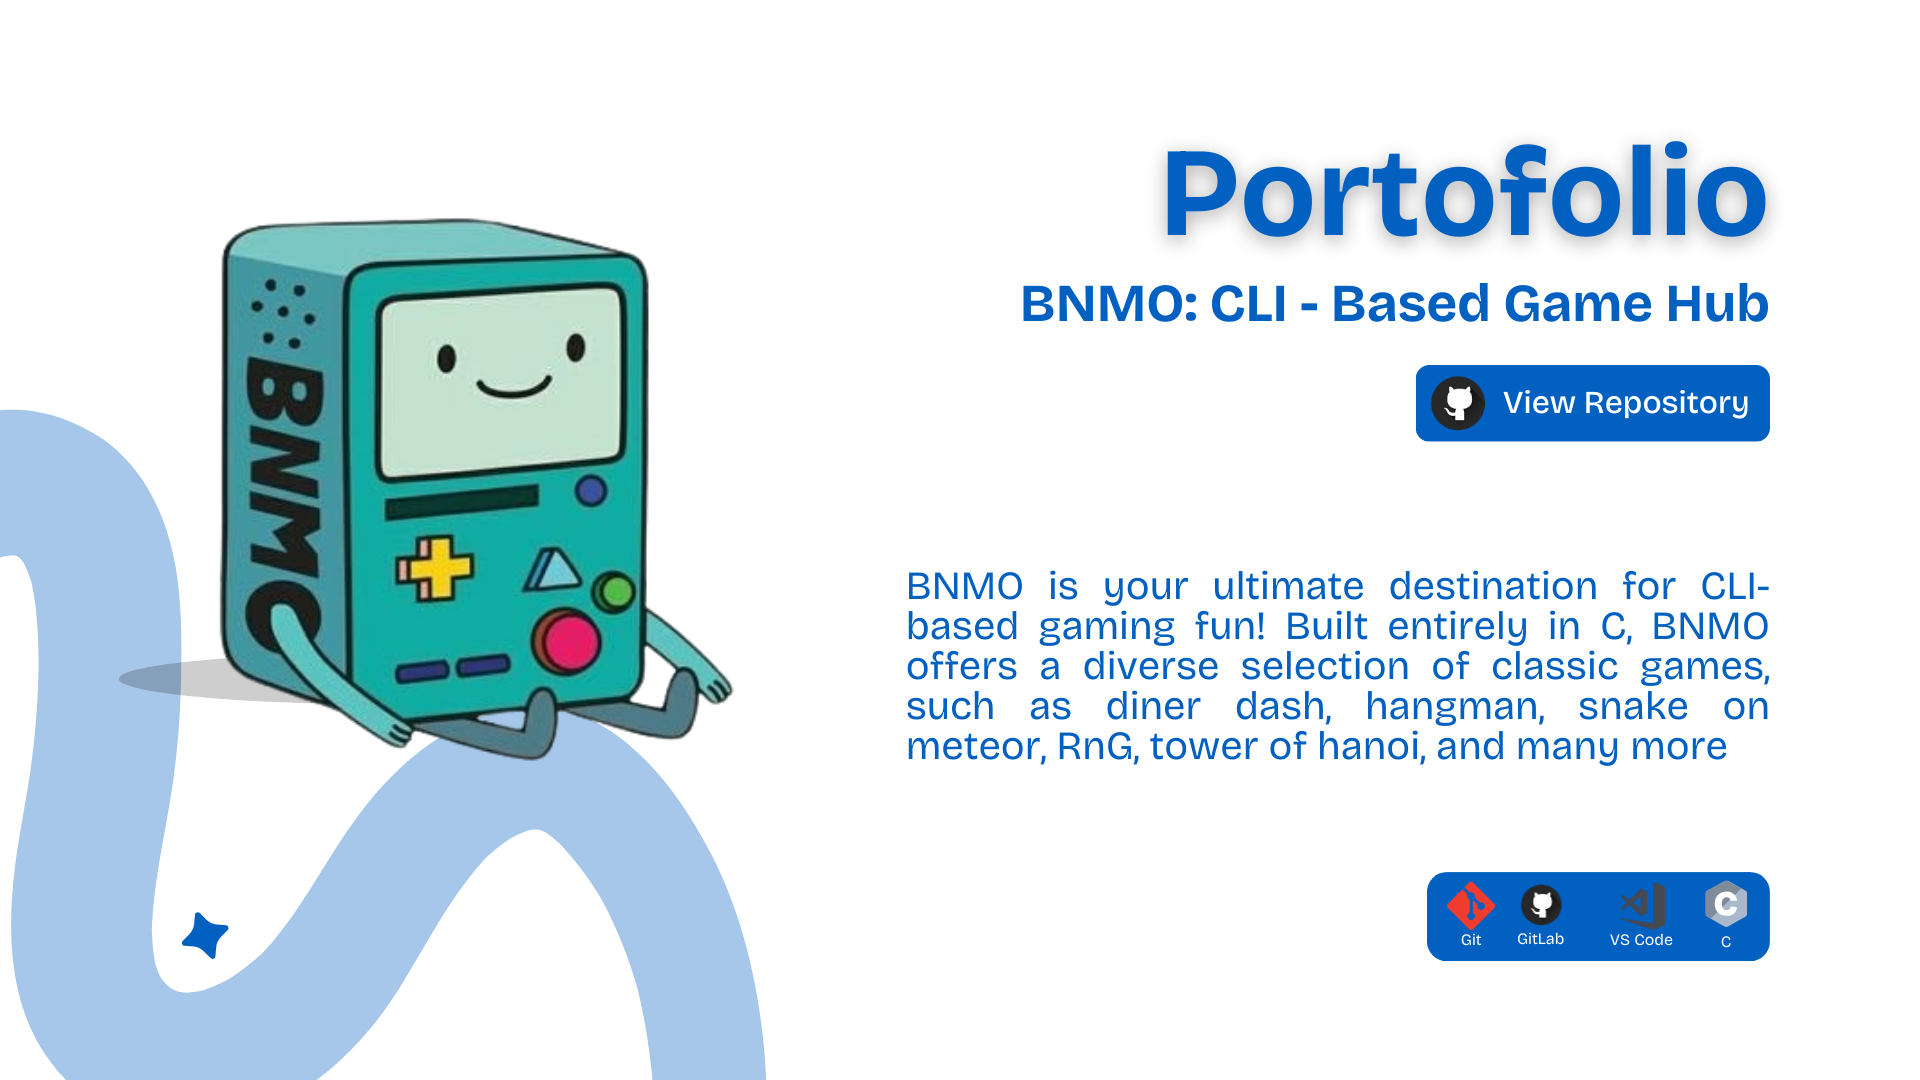 Portofolio
BNMO: CLI - Based Game Hub
View Repository
BNMO
BNMO is your ultimate destination for CLI-
based gaming fun! Built entirely in C, BNMO
offers a diverse selection of classic games,
such as diner dash, hangman, snake on
meteor, RnG, tower of hanoi, and many more
Git
GitLab
VS Code
C
C